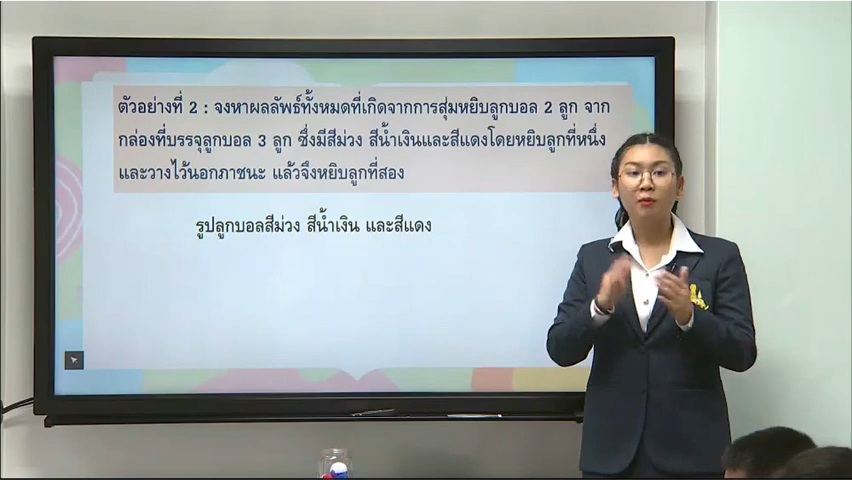 ตัวอย่างที่ 2 : จงหาผลลัพธ์ทั้งหมดที่เกิดจากการสุ่มหยิบลูกบอล 2 ลูก จาก
กล่องที่บรรจุลูกบอล 3 ลูก ซึ่งมีสีม่วง สีน้ำเงินและสีแดงโดยหยิบลูกที่หนึ่ง
และวางไว้นอกภาชนะ แล้วจึงหยิบลูกที่สอง
รูปลูกบอลสีม่วง สีน้ำเงิน และสีแดง